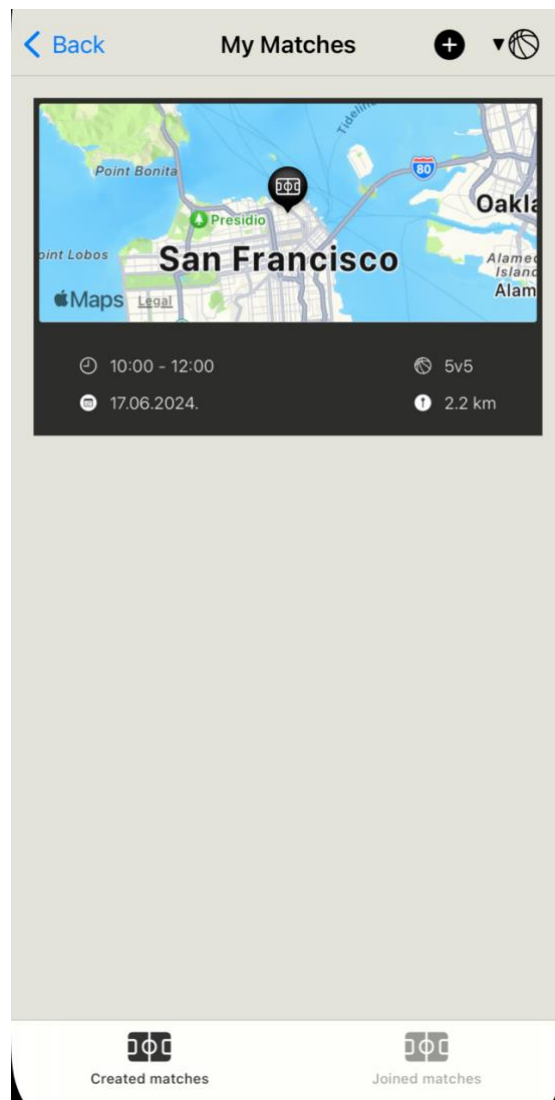 Back My Matches
Tideline
Point Bonita
80
Oakla
Presidio
oint Lobos
San Francisco
Alamed
Island
Alam
Maps Legal
10:00 - 12:00 5v5
17.06.2024. 2.2 km
Created matches Joined matches